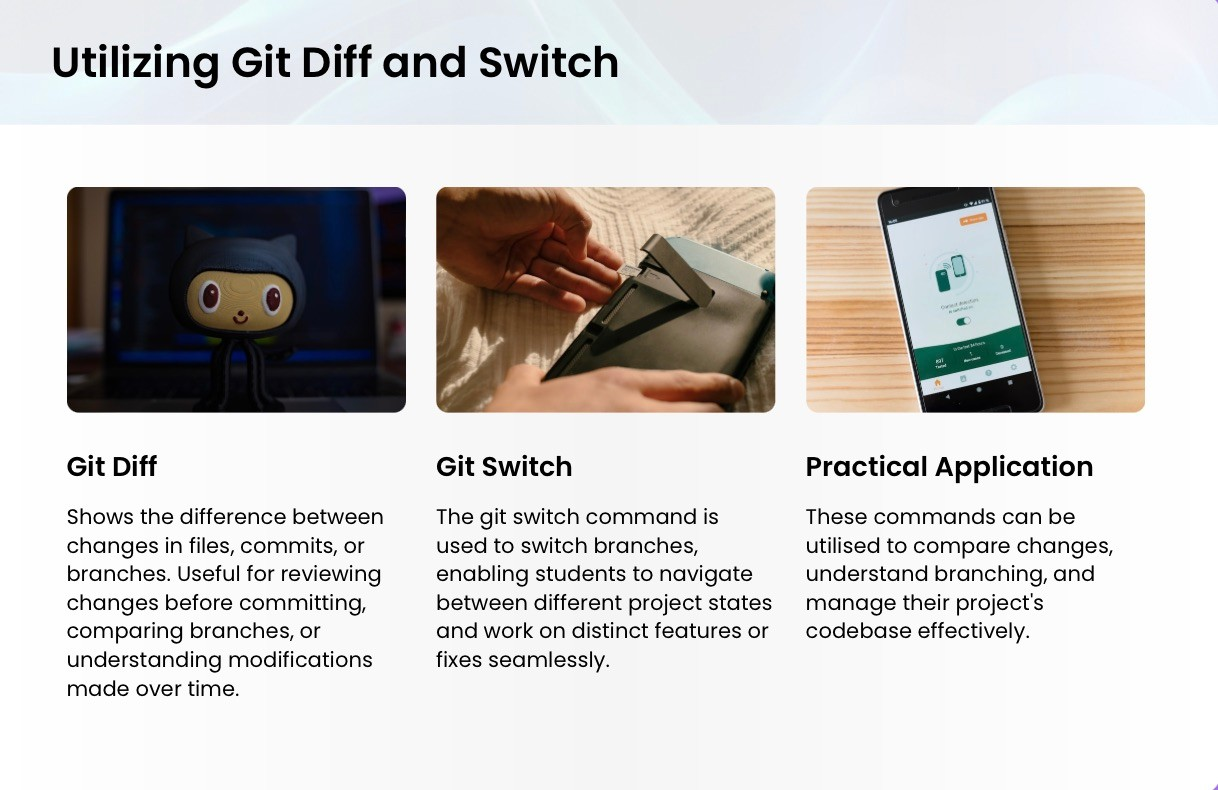 Utilizing Git Diff and Switch
Git Diff
Shows the difference between
changes in files, commits, or
branches. Useful for reviewing
changes before committing,
comparing branches, or
understanding modifications
made over time.
Git Switch
The git switch command is
used to switch branches,
enabling students to navigate
between different project states
and work on distinct features or
fixes seamlessly.
Practical Application
These commands can be
utilised to compare changes,
understand branching, and
manage their project's
codebase effectively.